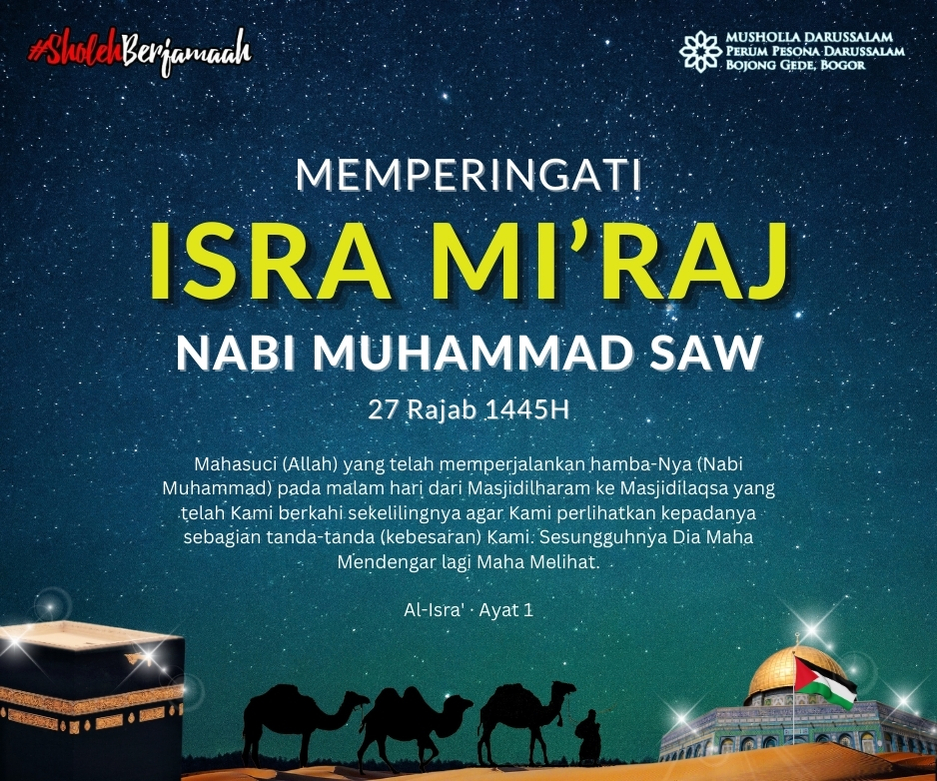 #SholehBerjamaah
MUSHOLLA DARUSSALAM
PERUM PESONA DARUSSALAM
BOJONG GEDE, BOGOR
MEMPERINGATI
ISRA MI’RAJ
NABI MUHAMMAD SAW
27 Rajab 1445H
Mahasuci (Allah) yang telah memperjalankan hamba-Nya (Nabi
Muhammad) pada malam hari dari Masjidilharam ke Masjidilaqsa yang
telah Kami berkahi sekelilingnya agar Kami perlihatkan kepadanya
sebagian tanda-tanda (kebesaran) Kami. Sesungguhnya Dia Maha
Mendengar lagi Maha Melihat.
Al-Isra' · Ayat 1